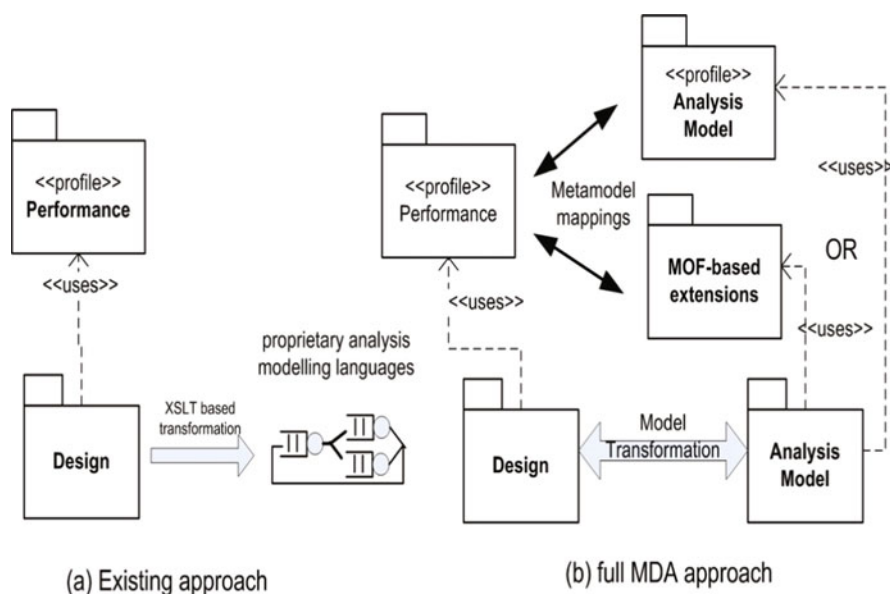 <<profile>>
Performance
<<uses>>
Design
XSLT based
transformation
proprietary analysis
modelling languages
(a) Existing approach
<<profile>>
Analysis
Model
<<uses>>
<<profile>>
Performance
Metamodel
mappings
MOF-based
extensions
OR
<<uses>>
<<uses>>
Design
Model
Transformation
Analysis
Model
(b) full MDA approach